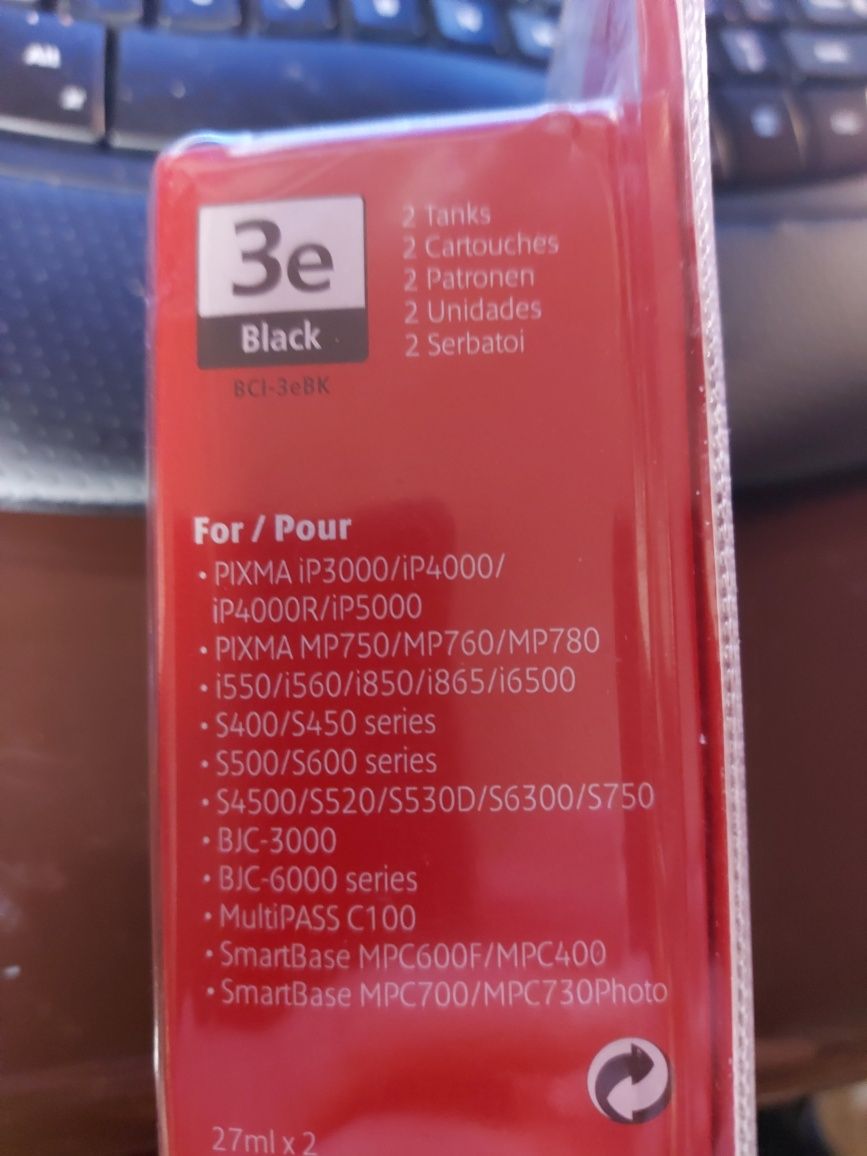 3e
Black
BCI-3eBK
2 Tanks
2 Cartouches
2 Patronen
2 Unidades
2 Serbatoi
For / Pour
• PIXMA iP3000/iP4000/
iP4000R/iP5000
• PIXMA MP750/MP760/MP780
• i550/i560/i850/i865/i6500
• S400/S450 series
• S500/S600 series
• S4500/S520/S530D/S6300/S750
• BJC-3000
• BJC-6000 series
• MultiPASS C100
• SmartBase MPC600F/MPC400
• SmartBase MPC700/MPC730Photo
27ml x 2